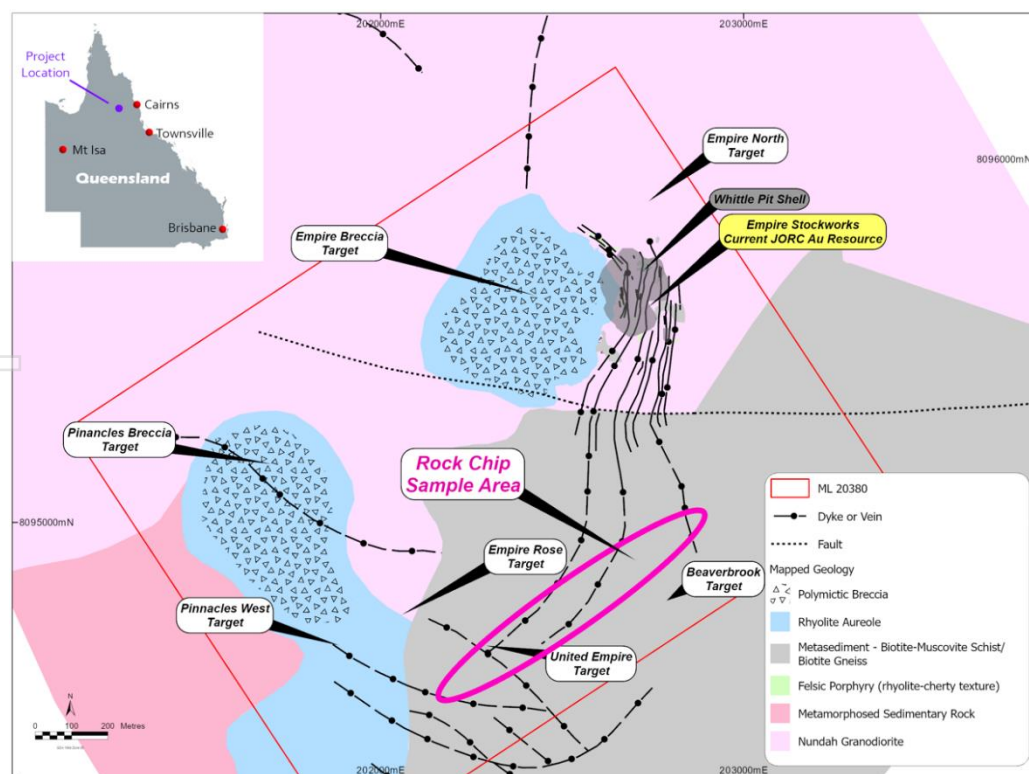 202000mE
203000mE
Project
Location
Cairns
Townsville
Mt Isa
Queensland
Brisbane
Empire North
Target
8096000mN
Whittle Pit Shell
Empire Stockworks
Current JORC Au Resource
Empire Breccia
Target
Pinancles Breccia
Target
Rock Chip
Sample Area
8095000mN
Empire Rose
Target
Beaverbrook
Target
Pinnacles West
Target
United Empire
Target
N
0 100 200 Metres
202000mE
203000mE
ML 20380
Dyke or Vein
Fault
Mapped Geology
Polymictic Breccia
Rhyolite Aureole
Metasediment - Biotite-Muscovite Schist/
Biotite Gneiss
Felsic Porphyry (rhyolite-cherty texture)
Metamorphosed Sedimentary Rock
Nundah Granodiorite